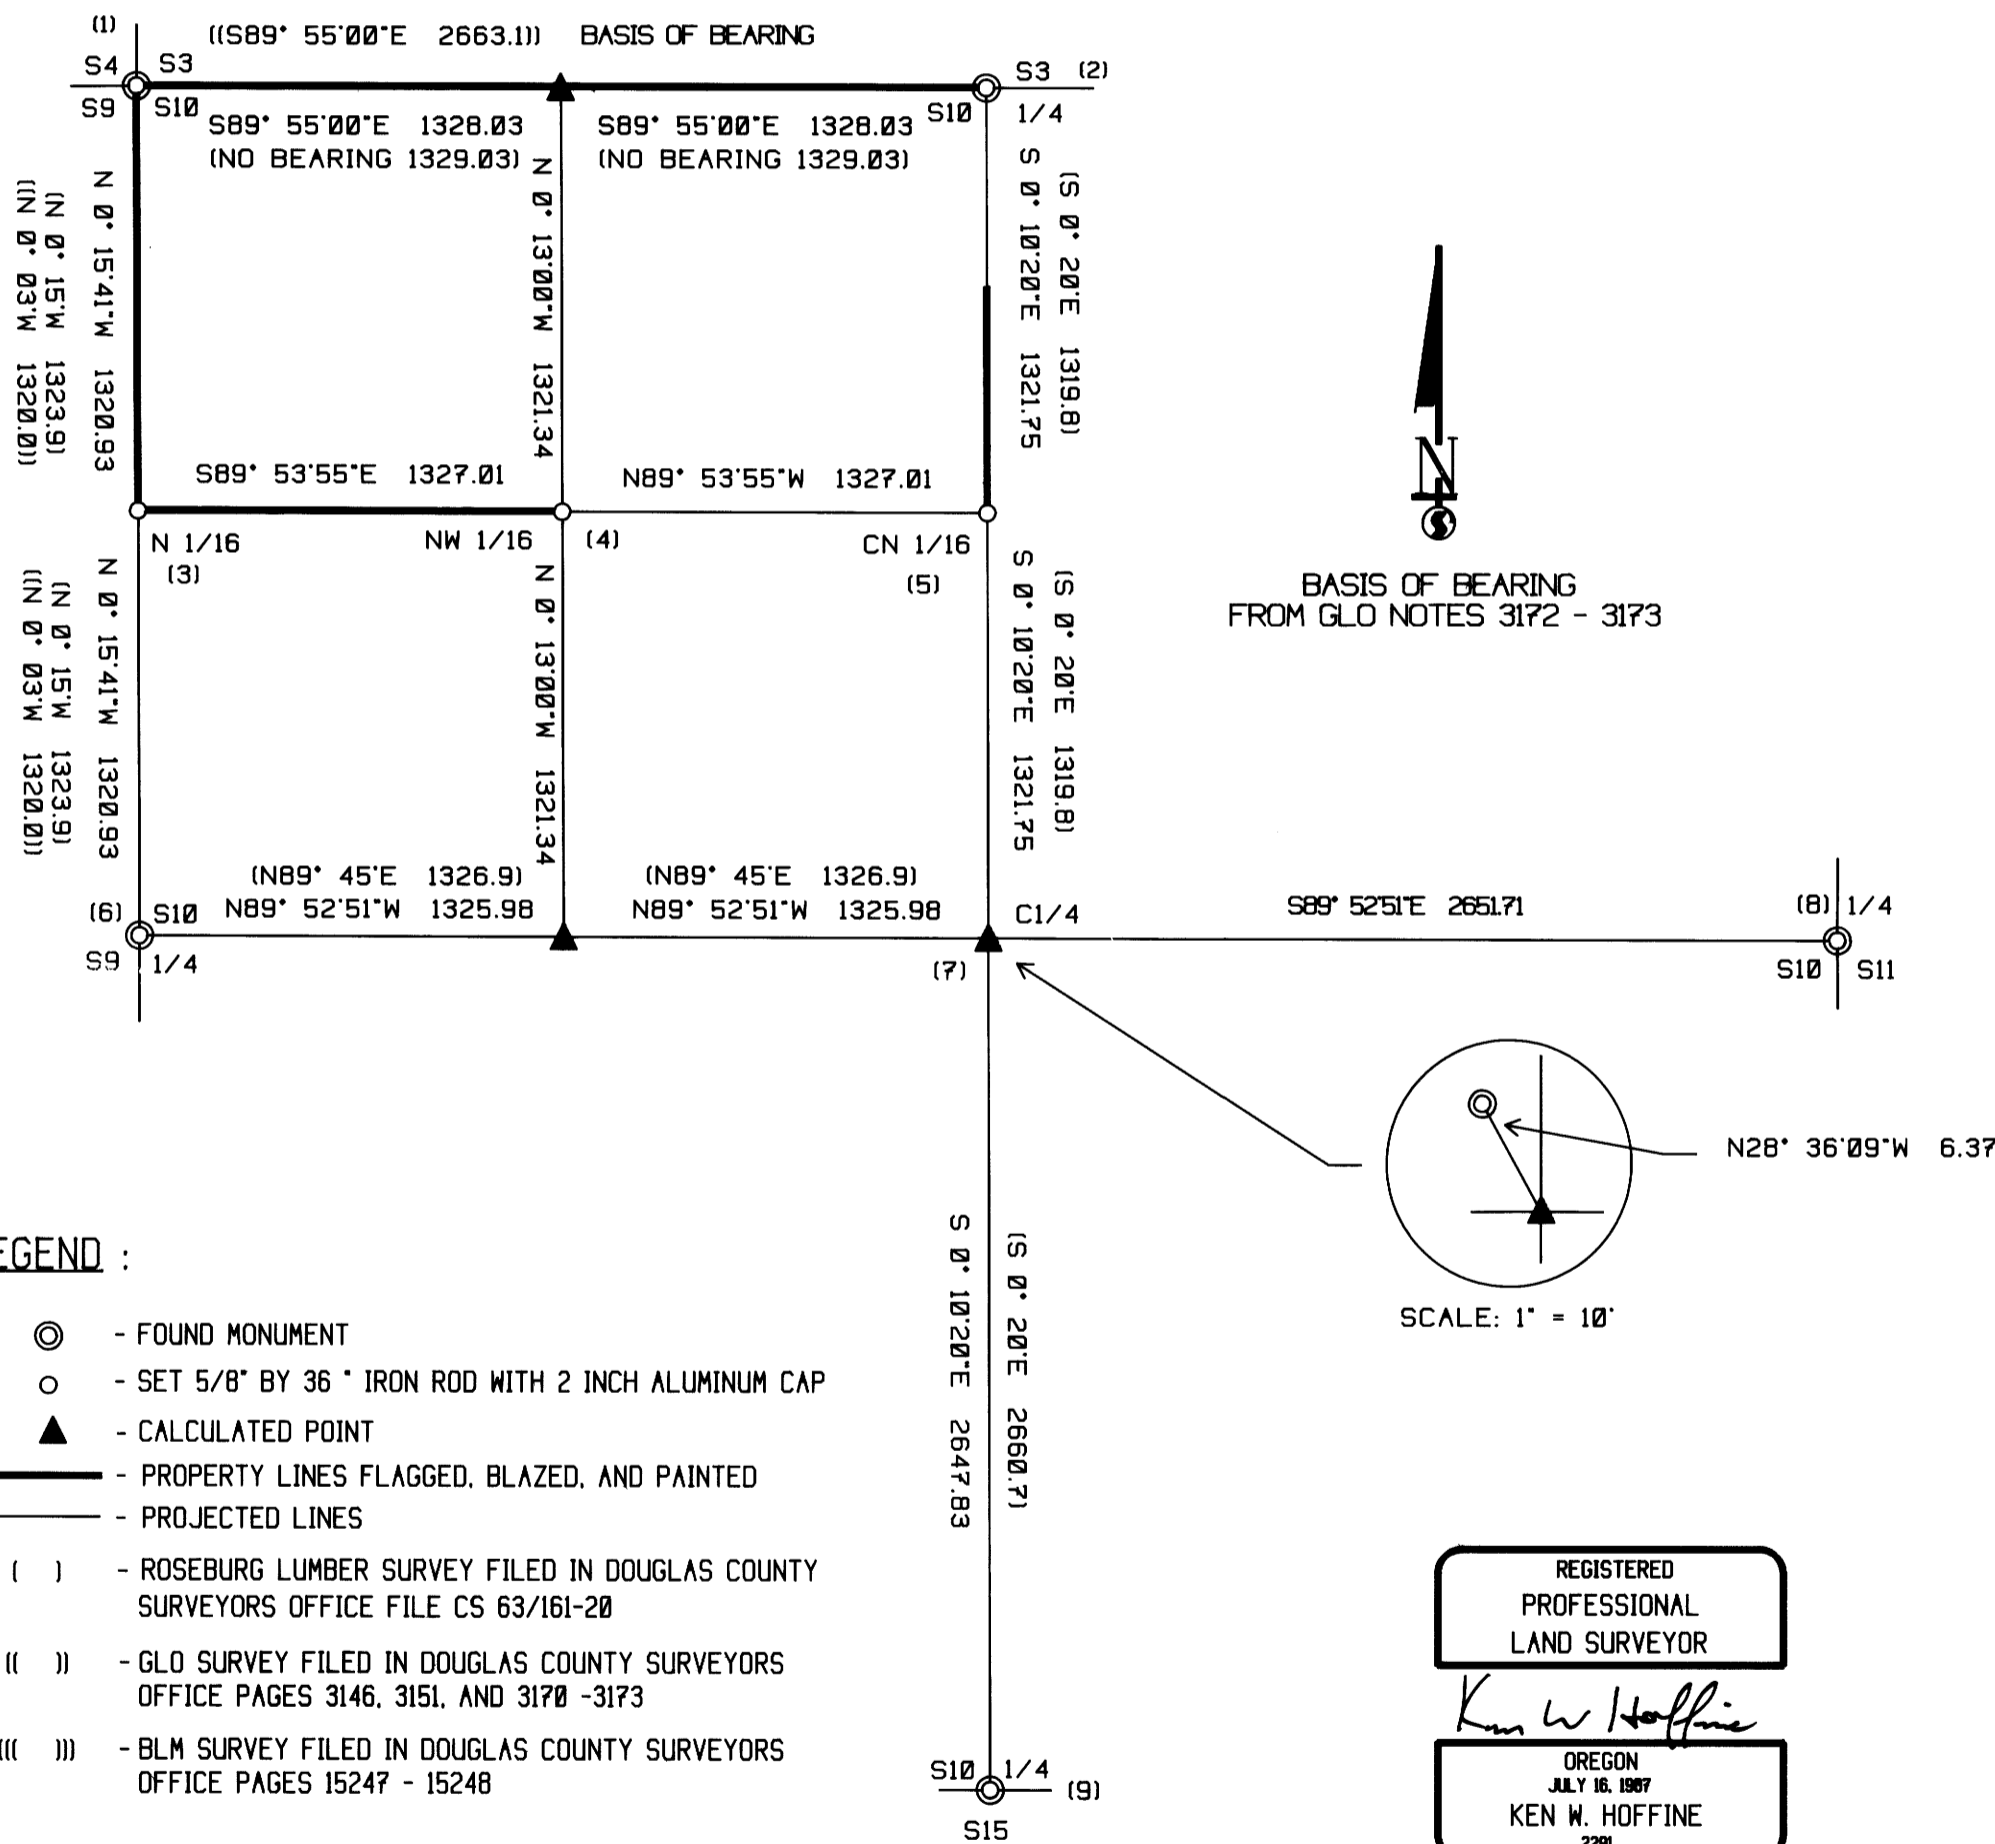 (1)
((S89° 55'00"E 2663.1)) BASIS OF BEARING
S4 S3
S3 (2)
S9 S10
S10 1/4
S89° 55'00"E 1328.03
(NO BEARING 1329.03)
S89° 55'00"E 1328.03
(NO BEARING 1329.03)
((N 0° 03'W 1320.0))
(N 0° 15'W 1323.9)
N 0° 15'41"W 1320.93
N 0° 13'00"W 1321.34
S 0° 10'20"E 1321.75
(S 0° 20'E 1319.8)
S89° 53'55"E 1327.01
N89° 53'55"W 1327.01
N 1/16
(3)
NW 1/16
(4)
CN 1/16
(5)
N
S
BASIS OF BEARING
FROM GLO NOTES 3172 - 3173
((N 0° 03'W 1320.0))
(N 0° 15'W 1323.9)
N 0° 15'41"W 1320.93
N 0° 13'00"W 1321.34
S 0° 10'20"E 1321.75
(S 0° 20'E 1319.8)
(N89° 45'E 1326.9)
N89° 52'51"W 1325.98
(N89° 45'E 1326.9)
N89° 52'51"W 1325.98
(6) S10
S9 1/4
C1/4
(7)
S89° 52'51"E 2651.71
(8) 1/4
S10 S11
N28° 36'09"W 6.37
SCALE: 1" = 10'
S 0° 10'20"E 2647.83
(S 0° 20'E 2660.7)
S10 1/4 (9)
S15
EGEND :
- FOUND MONUMENT
- SET 5/8" BY 36 " IRON ROD WITH 2 INCH ALUMINUM CAP
- CALCULATED POINT
- PROPERTY LINES FLAGGED, BLAZED, AND PAINTED
- PROJECTED LINES
( ) - ROSEBURG LUMBER SURVEY FILED IN DOUGLAS COUNTY
SURVEYORS OFFICE FILE CS 63/161-20
(( )) - GLO SURVEY FILED IN DOUGLAS COUNTY SURVEYORS
OFFICE PAGES 3146, 3151, AND 3170 -3173
((( ))) - BLM SURVEY FILED IN DOUGLAS COUNTY SURVEYORS
OFFICE PAGES 15247 - 15248
REGISTERED
PROFESSIONAL
LAND SURVEYOR
Ken W Hoffine
OREGON
JULY 16, 1987
KEN W. HOFFINE
2291